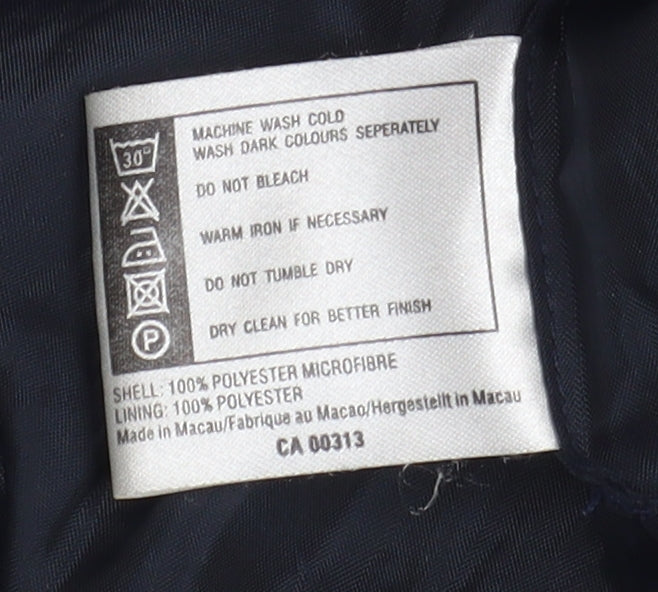 30°
MACHINE WASH COLD
WASH DARK COLOURS SEPERATELY
DO NOT BLEACH
WARM IRON IF NECESSARY
DO NOT TUMBLE DRY
P
DRY CLEAN FOR BETTER FINISH
SHELL: 100% POLYESTER MICROFIBRE
LINING: 100% POLYESTER
Made in Macau/Fabrique au Macao/Hergestellt in Macau
CA 00313